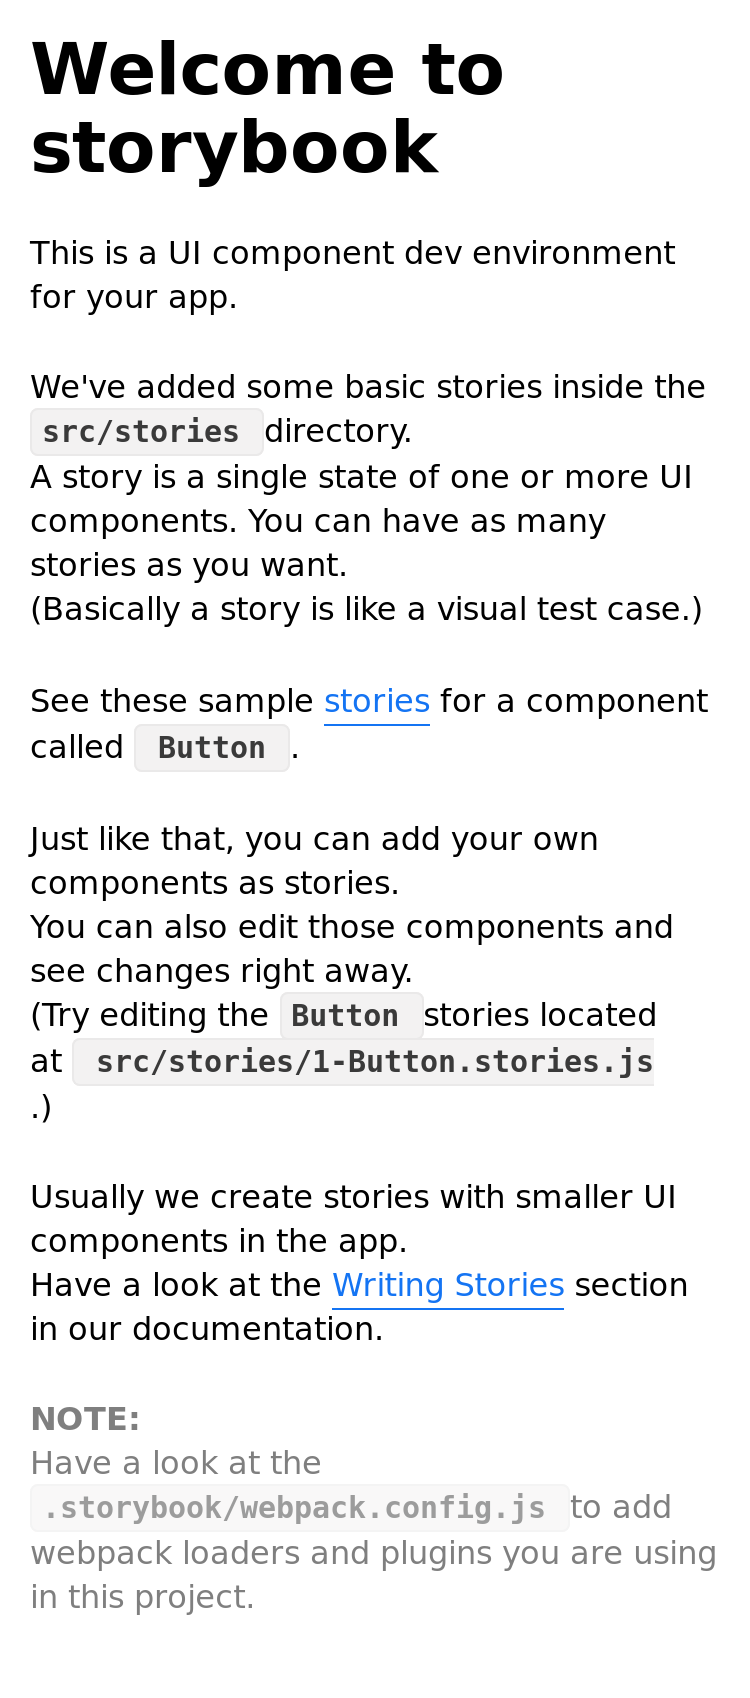 Welcome to
storybook
This is a UI component dev environment
for your app.
We've added some basic stories inside the
src/stories directory.
A story is a single state of one or more UI
components. You can have as many
stories as you want.
(Basically a story is like a visual test case.)
See these sample stories for a component
called Button .
Just like that, you can add your own
components as stories.
You can also edit those components and
see changes right away.
(Try editing the Button stories located
at src/stories/1-Button.stories.js
.)
Usually we create stories with smaller UI
components in the app.
Have a look at the Writing Stories section
in our documentation.
NOTE:
Have a look at the
.storybook/webpack.config.js to add
webpack loaders and plugins you are using
in this project.